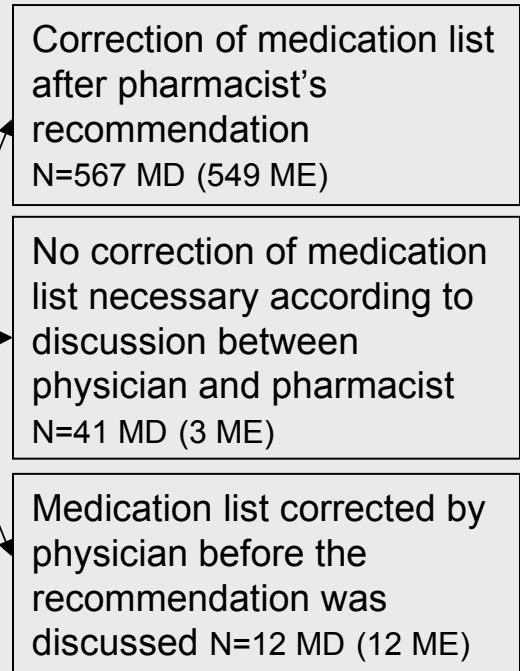 Correction of medication list
after pharmacist’s
recommendation
N=567 MD (549 ME)
No correction of medication
list necessary according to
discussion between
physician and pharmacist
N=41 MD (3 ME)
Medication list corrected by
physician before the
recommendation was
discussed N=12 MD (12 ME)